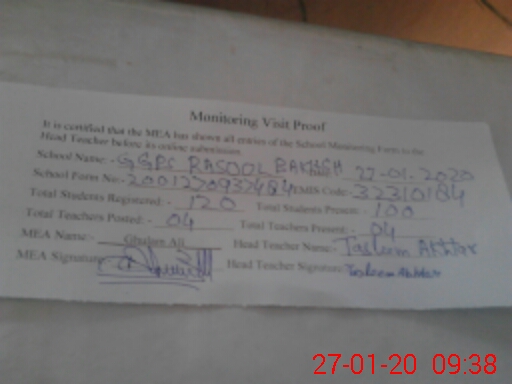 Monitoring Visit Proof
It is certified that the MEA has shown all entries of the School Monitoring Form to the
Head Teacher before its online submission.
School Name:- GGPS RASOOL BAKHSH Date: 27-01-2020
School Form No:- EMIS Code: 32310184
Total Students Registered:- 120 Total Students Present: 100
Total Teachers Posted:- 04 Total Teachers Present: 04
MEA Name:- Ghulam Ali Head Teacher Name:- Tasleem Akhtar
MEA Signature: Head Teacher Signature: Tasleem Akhtar
27-01-20 09:38